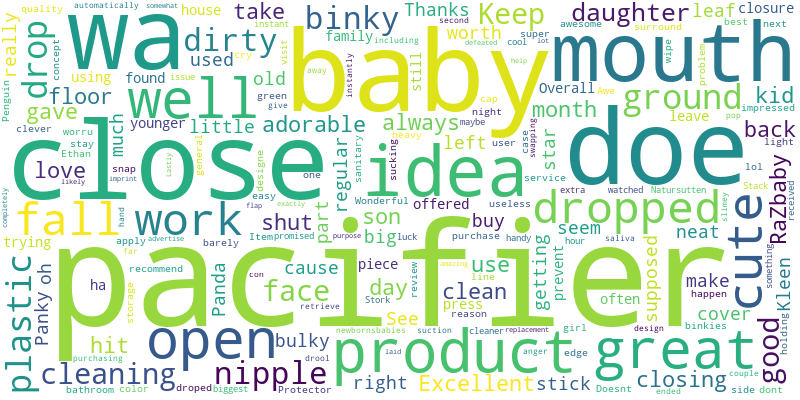 automatically
somewhat
quality
instant
house
wa
dirty
drop
used
concept
Penguin
really
using
found
issue
visit
cry
old
green
give
well
floor
gave
clever
worru
stay
Ethan
younger
little
adorable
much
love
snap
likely
imprint
Lastly
general
binky
Thanks
family
including
instantly
worth
still
away
defeated
second
cool
lot
help
super
Keep
take
baby
cap
night
maybe
heavy
always
user
case
swapping
sucking
sanitary
left
regular
idea
one
designe
close
daughter
awesome
best
next
leaf
closure
surround
wipe
problem
mouth
Overall
Awe
kid
ground
impressed
pop
month
leave
back
light
lol
star
service
doe
extra
watched
Natursutten
Stack
received
RaZbaby
slimey
dropped
cute
neat
seem
something
useless
Wonderful
offered
buy
part
son
big
luck
purchase
handy
hour
saliva
easy
flap
exactly
completely
hand
fall
work
shut
trying
apply
advertise
barely
Item
promised
purpose
far
recommend
con
cause
piece
use
line
getting
prevent
often
supposed
binkies
make
happen
cover
Kleen
holding
good
plastic
Panky oh
storage
ha
Panda
face
retrieve
review
day
Stork
press
reason
clean
amazing
See
pacifier
hit
open
bulky
newbornsbabies
suction
cleaner
replacement
girl
design
product
great
cleaning
purchasing
bathroom
color
droped
nipple
biggest
drool
Protector
right
laid
Excellent
anger
stick
edge
ended
Doesnt
closing
couple
side
dont